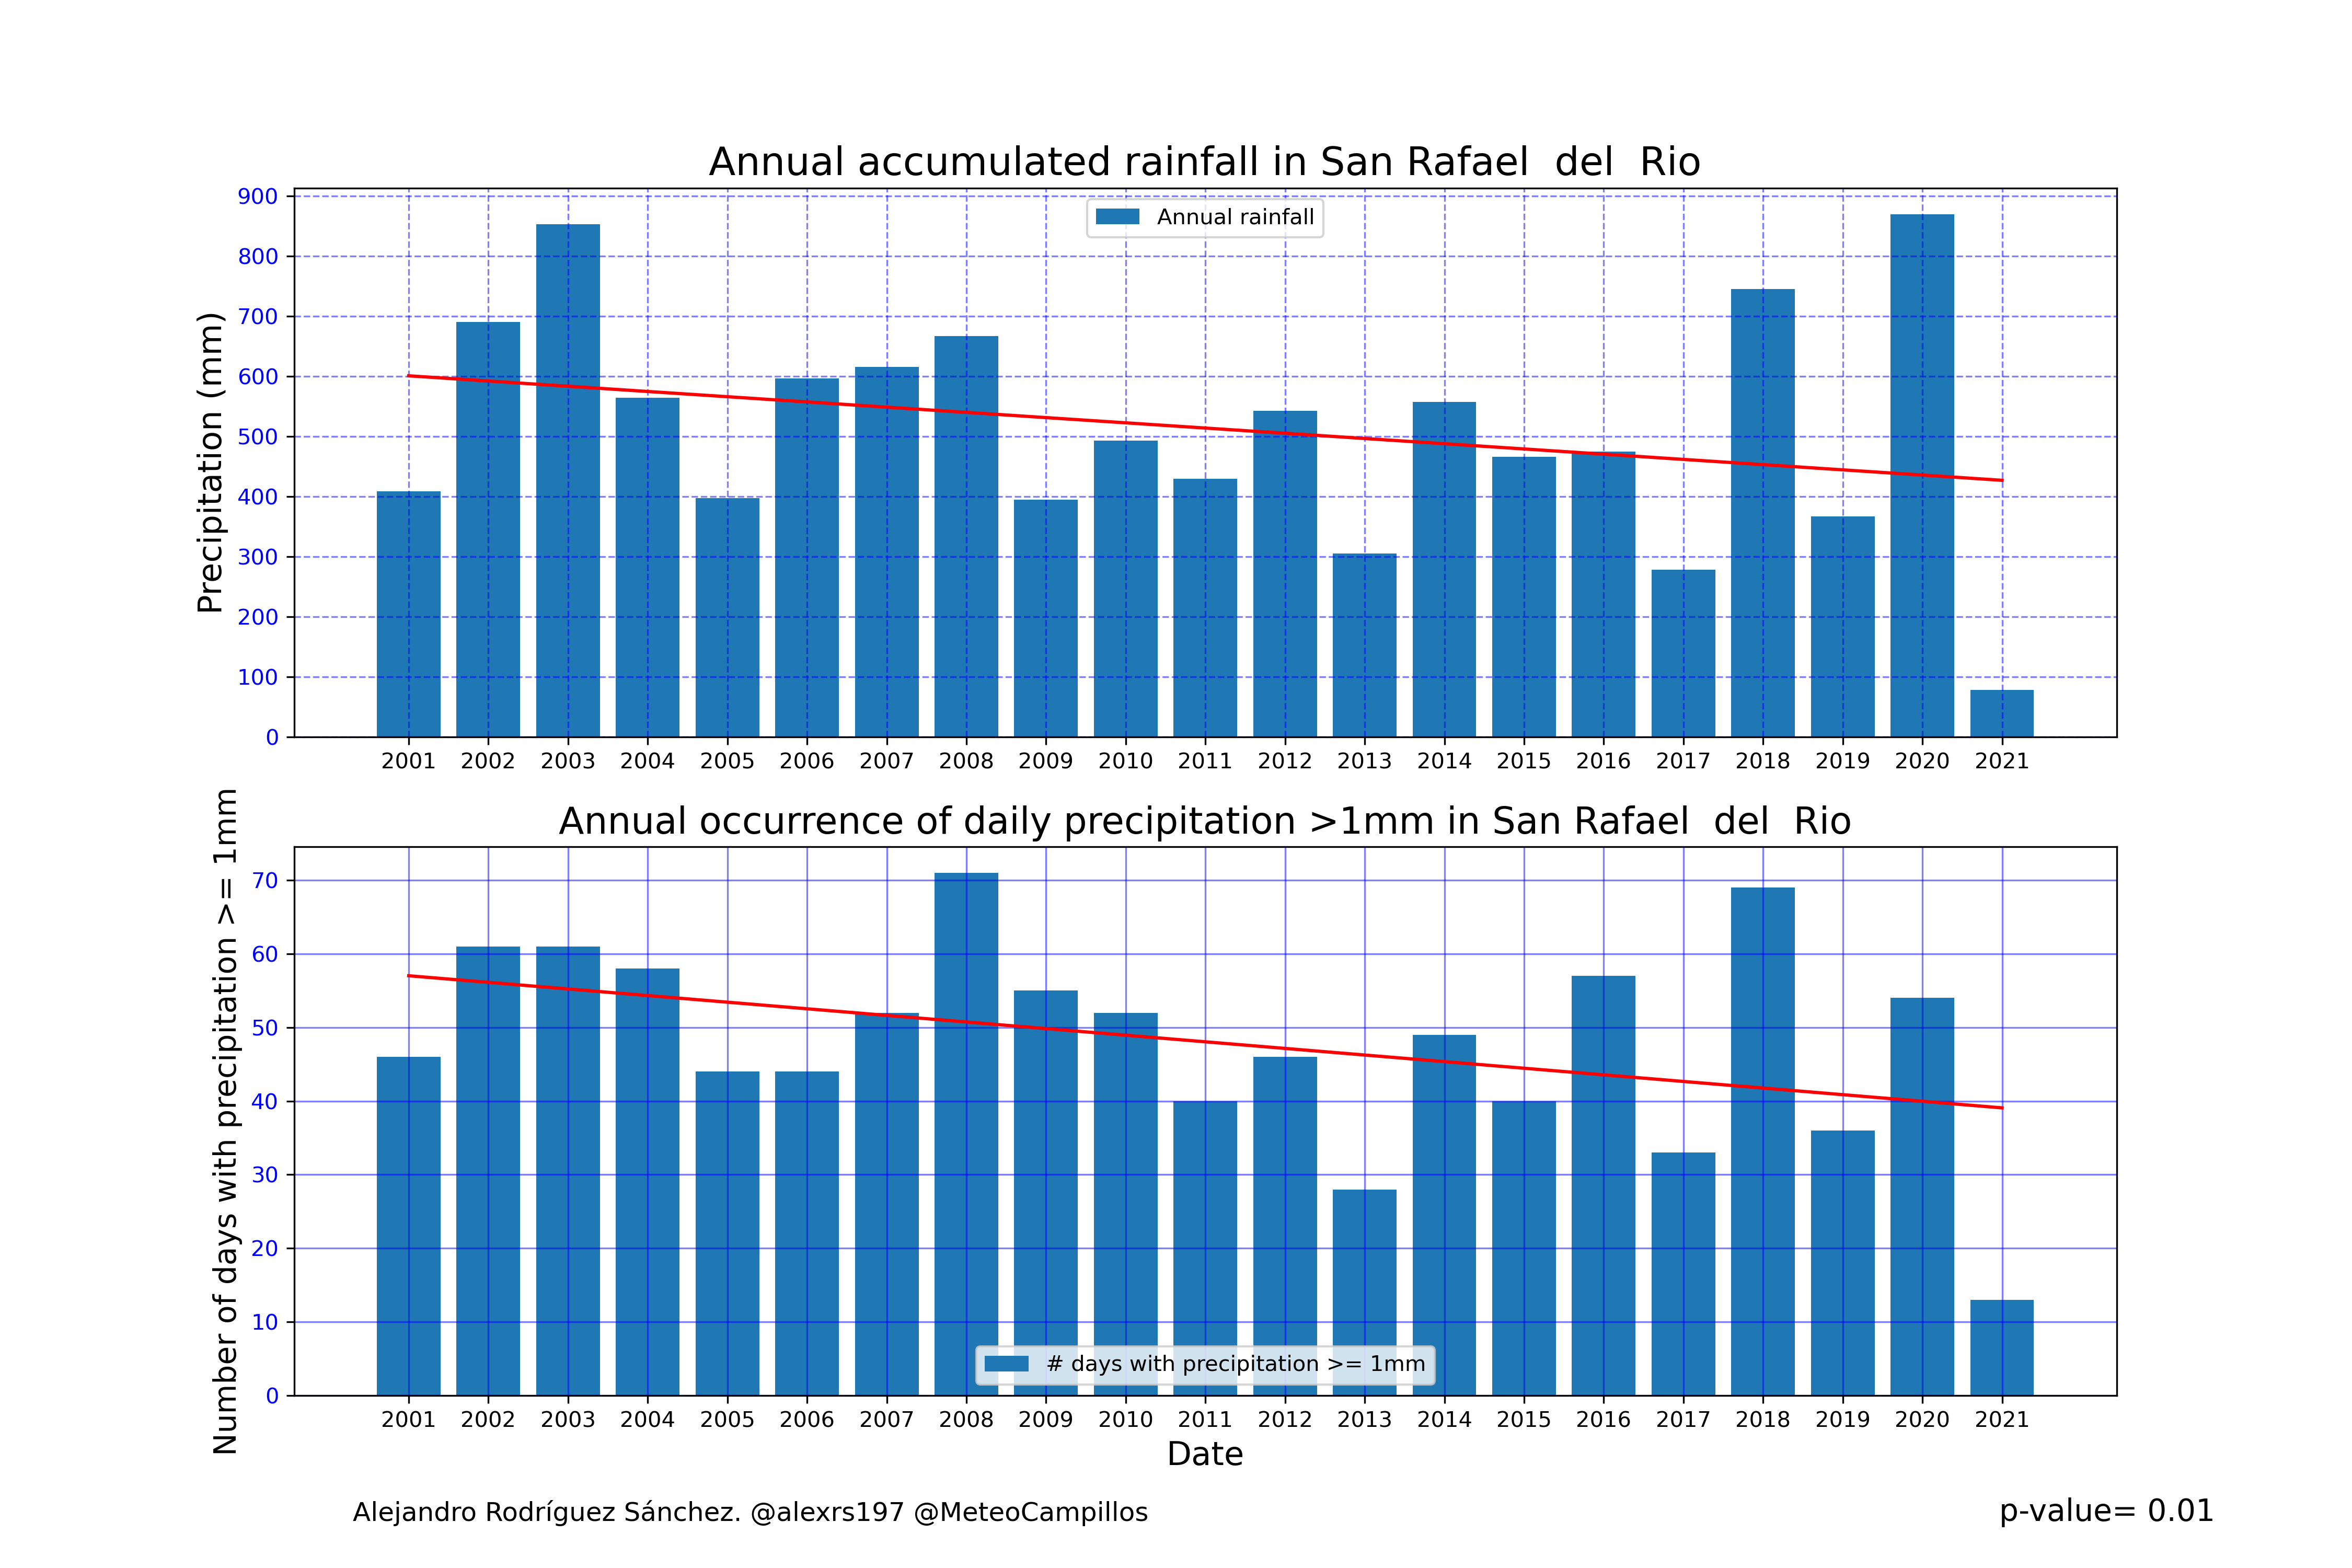 Annual accumulated rainfall in San Rafael  del  Rio
Precipitation (mm)
900
800
700
600
500
400
300
200
100
0
Annual rainfall
2001 2002 2003 2004 2005 2006 2007 2008 2009 2010 2011 2012 2013 2014 2015 2016 2017 2018 2019 2020 2021
Annual occurrence of daily precipitation >1mm in San Rafael  del  Rio
Number of days with precipitation >= 1mm
70
60
50
40
30
20
10
0
# days with precipitation >= 1mm
2001 2002 2003 2004 2005 2006 2007 2008 2009 2010 2011 2012 2013 2014 2015 2016 2017 2018 2019 2020 2021
Date
Alejandro Rodríguez Sánchez. @alexrs197 @MeteoCampillos
p-value= 0.01